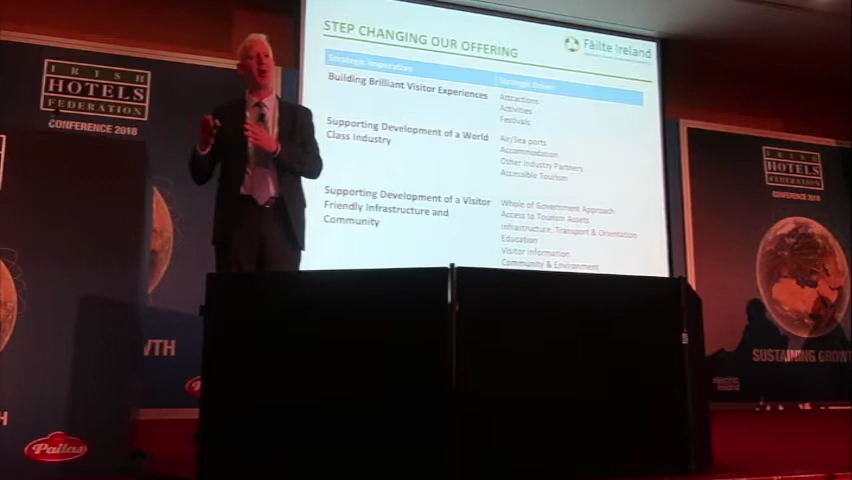 STEP CHANGING OUR OFFERING
Fáilte Ireland
Strategic Imperative
Strategic Driver
Building Brilliant Visitor Experiences
Attractions
Activities
Festivals
Supporting Development of a World
Class Industry
Air/Sea ports
Accommodation
Other Industry Partners
Accessible Tourism
Supporting Development of a Visitor
Friendly Infrastructure and
Community
Whole of Government Approach
Access to Tourism Assets
Infrastructure, Transport & Orientation
Education
Visitor Information
Community & Environment
IRISH
HOTELS
FEDERATION
CONFERENCE 2018
WTH
H
Pallas
IRISH
HOTELS
FEDERATION
CONFERENCE 2018
SUSTAINING GROWT
electric
ireland